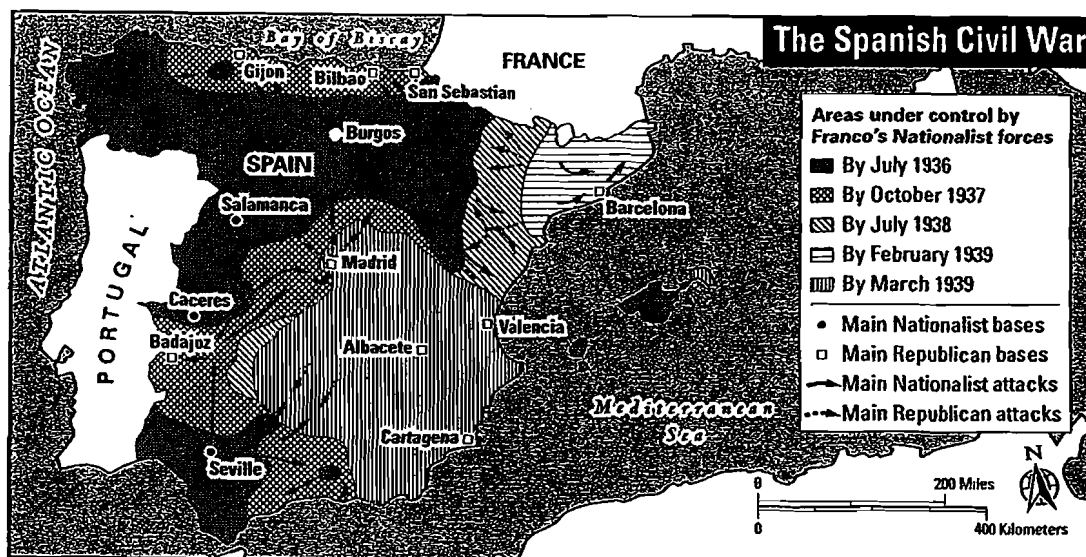 The Spanish Civil War
ATLANTIC OCEAN
Bay of Biscay
FRANCE
Gijon
Bilbao
San Sebastian
Burgos
SPAIN
Salamanca
Barcelona
PORTUGAL
Madrid
Caceres
Badajoz
Valencia
Albacete
Mediterranean
Sea
Cartagena
Seville
Areas under control by
Franco's Nationalist forces
By July 1936
By October 1937
By July 1938
By February 1939
By March 1939
Main Nationalist bases
Main Republican bases
Main Nationalist attacks
Main Republican attacks
N
0 200 Miles
0 400 Kilometers